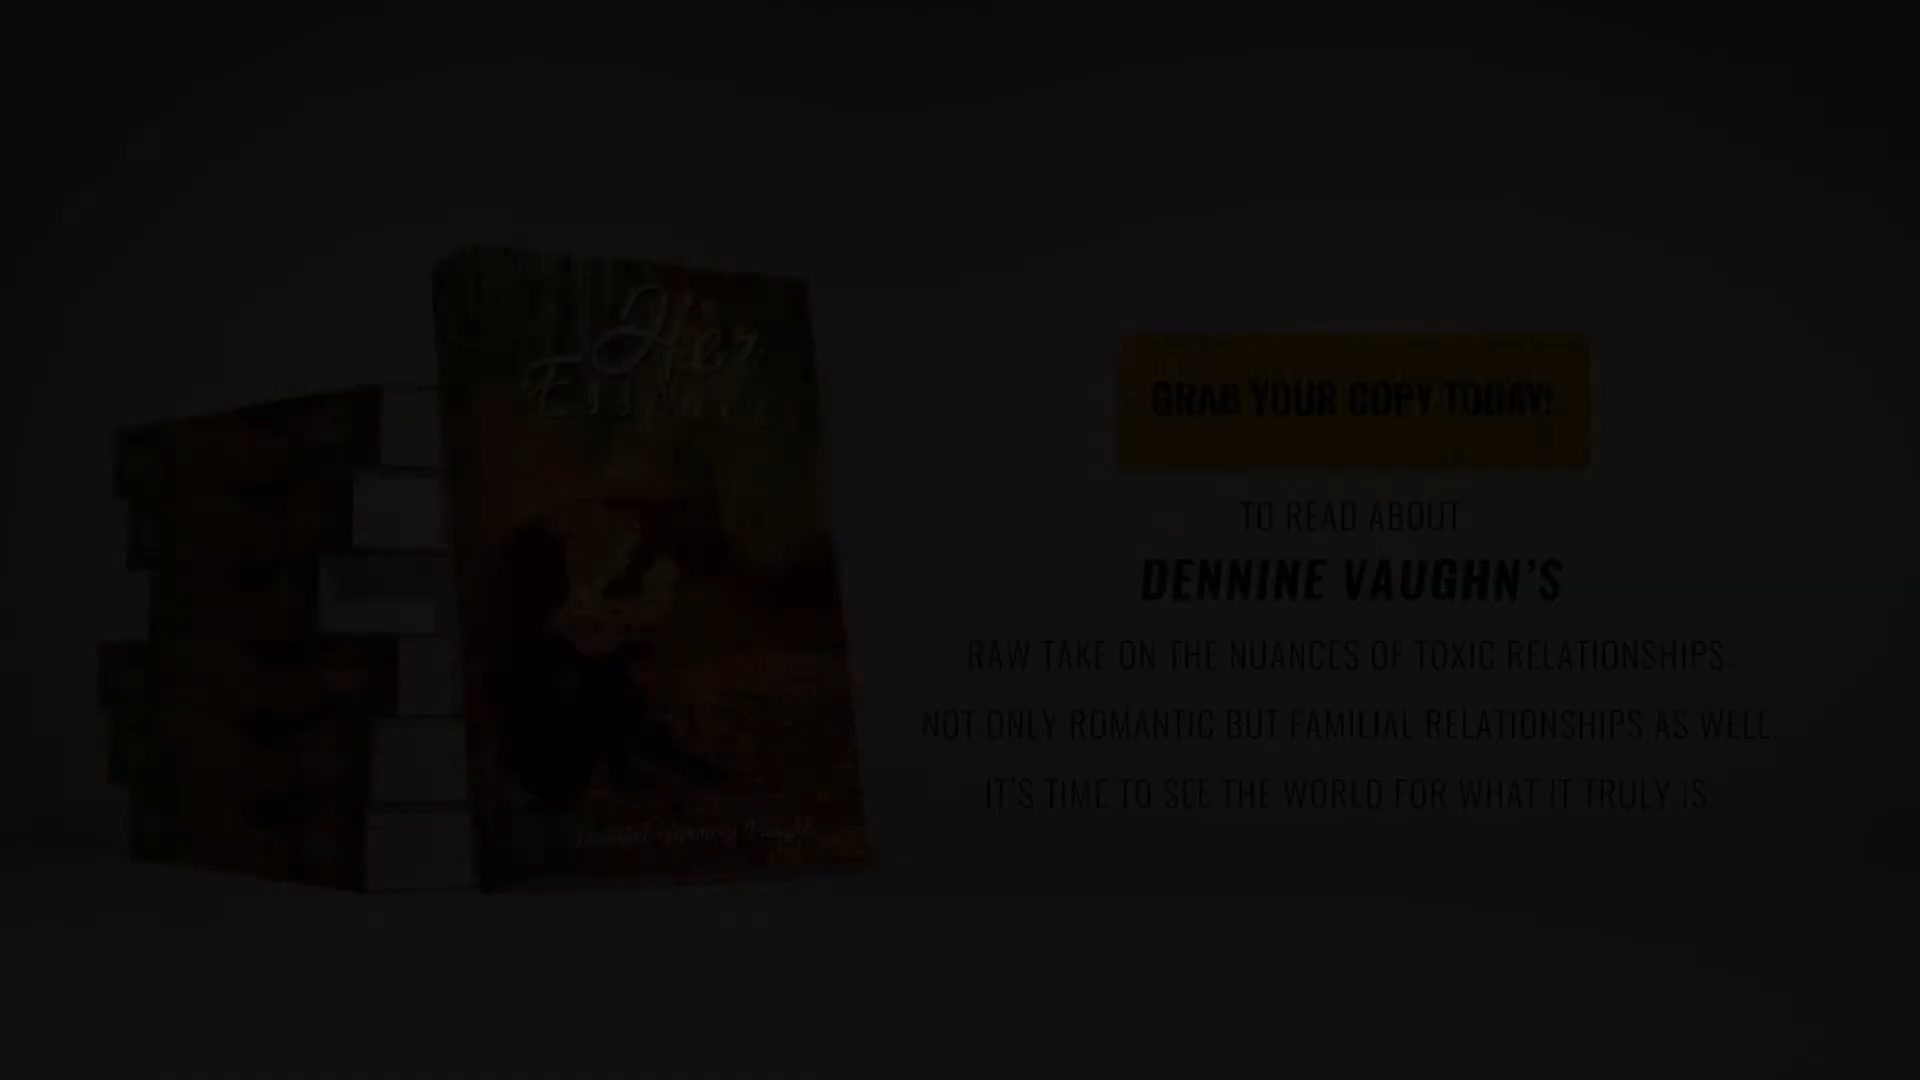 Her
GRAB YOUR COPY TODAY!
TO READ ABOUT
DENNINE VAUGHN'S
RAW TAKE ON THE NUANCES OF TOXIC RELATIONSHIPS.
NOT ONLY ROMANTIC BUT FAMILIAL RELATIONSHIPS AS WELL.
IT'S TIME TO SEE THE WORLD FOR WHAT IT TRULY IS.